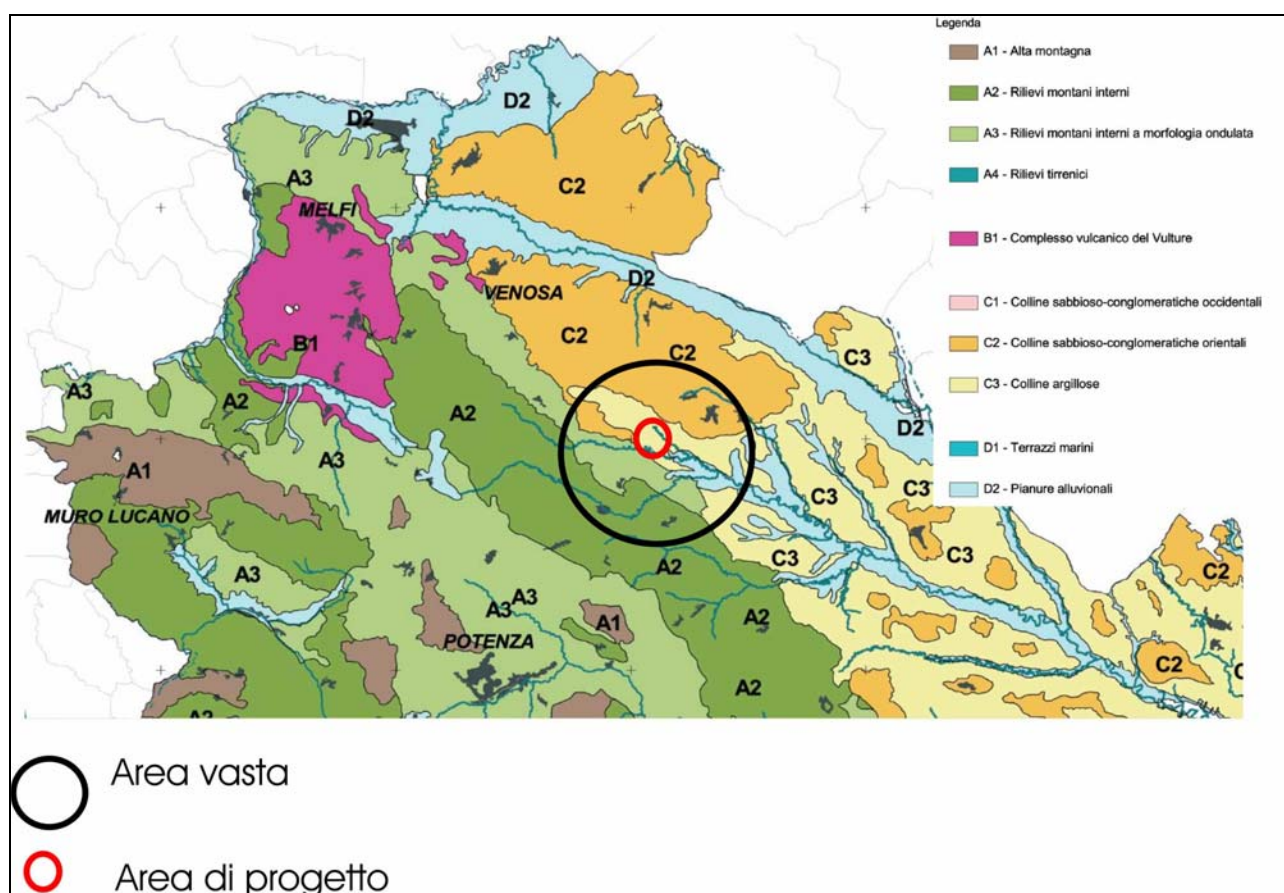 Legenda
A1 - Alta montagna
A2 - Rilievi montani interni
A3 - Rilievi montani interni a morfologia ondulata
A4 - Rilievi tirrenici
B1 - Complesso vulcanico del Vulture
C1 - Colline sabbioso-conglomeratiche occidentali
C2 - Colline sabbioso-conglomeratiche orientali
C3 - Colline argillose
D1 - Terrazzi marini
D2 - Pianure alluvionali
D2
D2
A3
C2
MELFI
D2
VENOSA
C2
C2
B1
C3
A3
A2
A2
D2
A3
A1
C3
C3
MURO LUCANO
A3
C3
C3
A2
C2
A3
A3
A1
A2
POTENZA
C2
A2
A2
C
Area vasta
Area di progetto